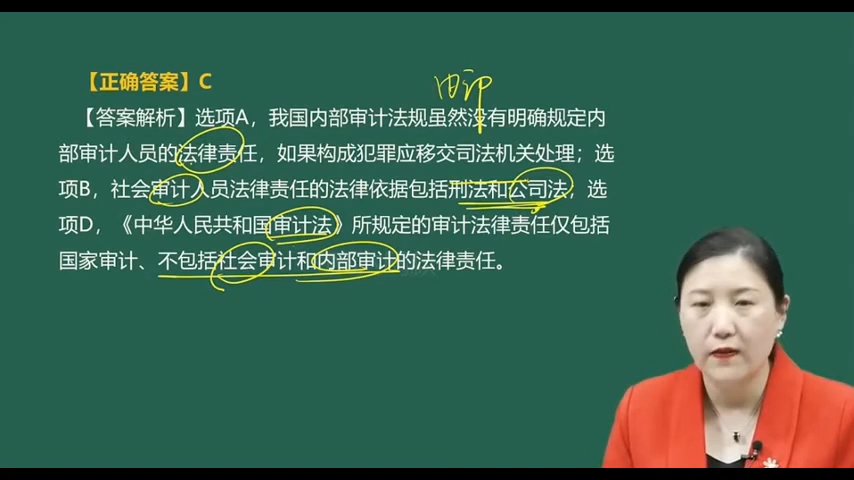 内部
【正确答案】C
【答案解析】选项A，我国内部审计法规虽然没有明确规定内
部审计人员的法律责任，如果构成犯罪应移交司法机关处理；选
项B，社会审计人员法律责任的法律依据包括刑法和公司法，选
项D，《中华人民共和国审计法》所规定的审计法律责任仅包括
国家审计、不包括社会审计和内部审计的法律责任。